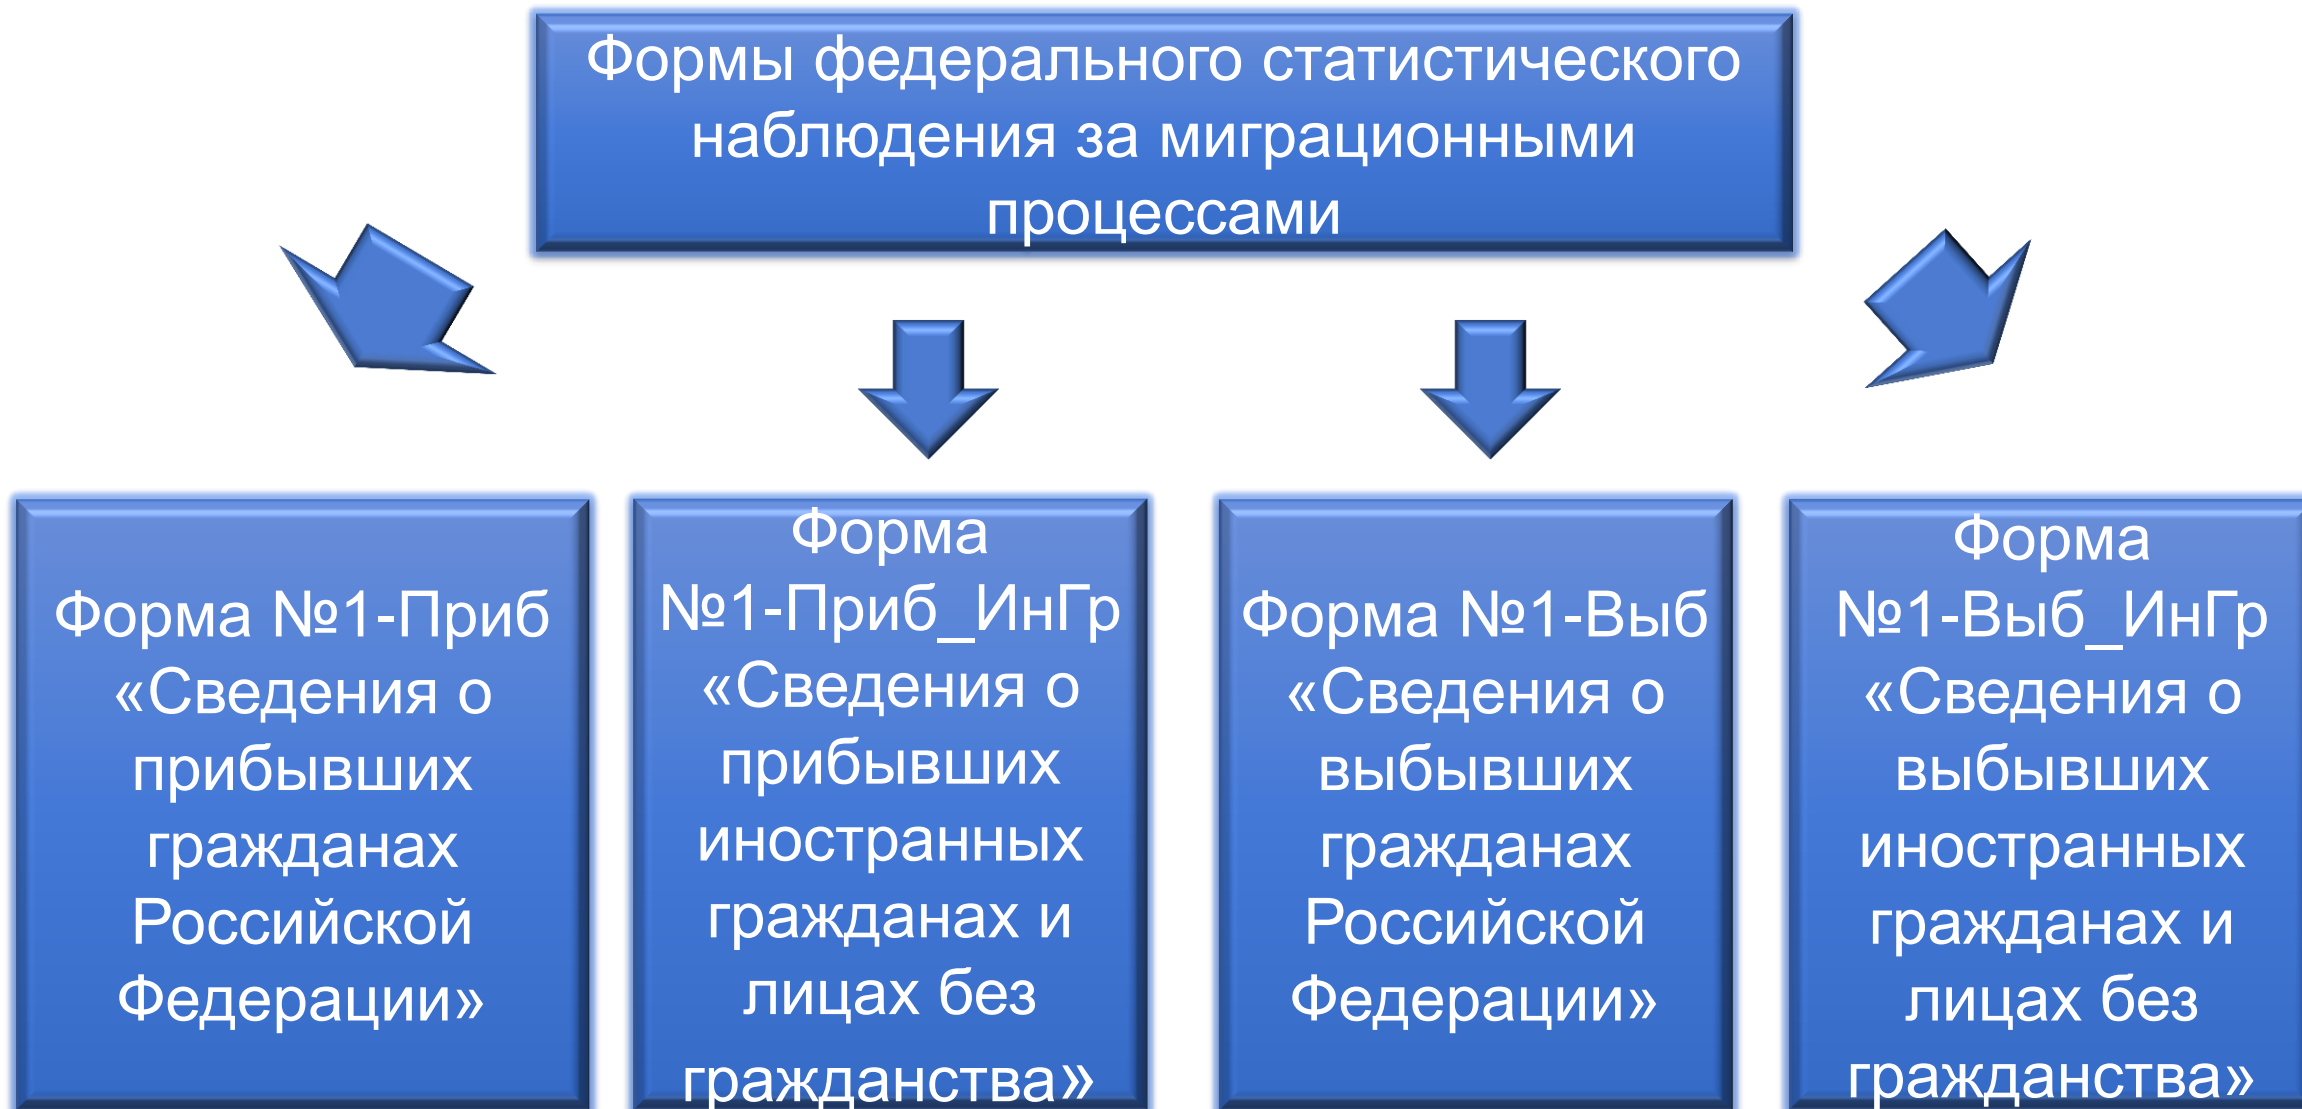 Формы федерального статистического
наблюдения за миграционными
процессами
Форма №1-Приб
«Сведения о
прибывших
гражданах
Российской
Федерации»
Форма
№1-Приб_ИнГр
«Сведения о
прибывших
иностранных
гражданах и
лицах без
гражданства»
Форма №1-Выб
«Сведения о
выбывших
гражданах
Российской
Федерации»
Форма
№1-Выб_ИнГр
«Сведения о
выбывших
иностранных
гражданах и
лицах без
гражданства»